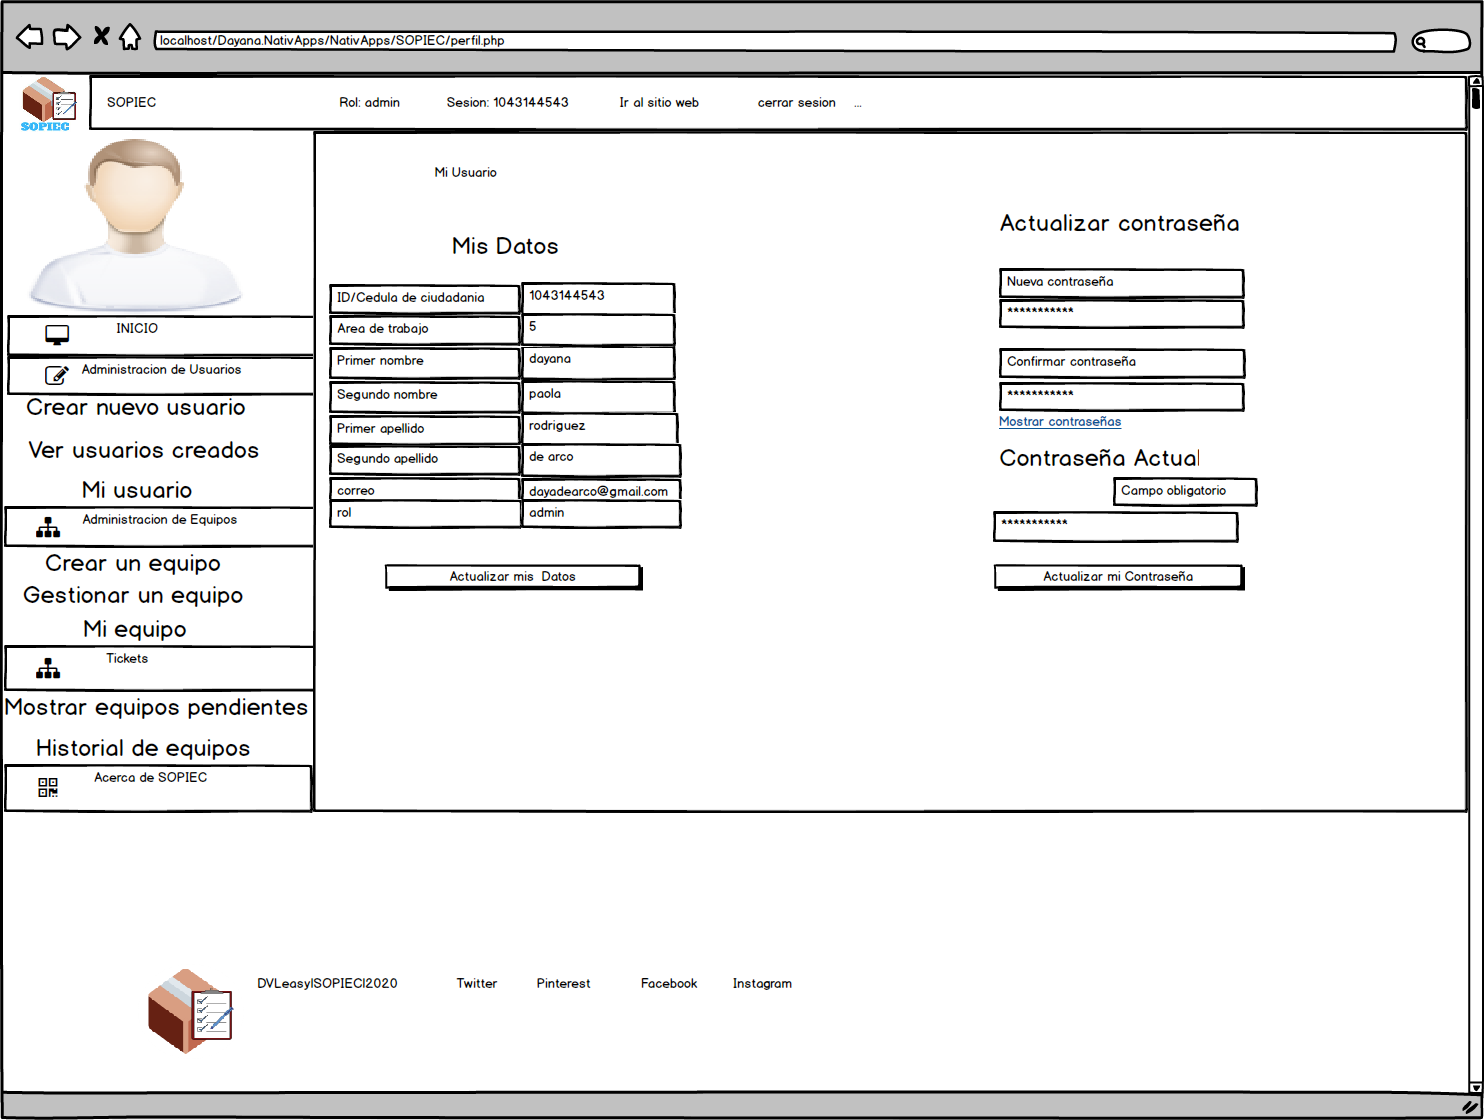 localhost/Dayana.NativApps/NativApps/SOPIEC/perfil.php
SOPIEC
SOPIEC Rol: admin Sesion: 1043144543 Ir al sitio web cerrar sesion ...
INICIO
Administracion de Usuarios
Crear nuevo usuario
Ver usuarios creados
Mi usuario
Administracion de Equipos
Crear un equipo
Gestionar un equipo
Mi equipo
Tickets
Mostrar equipos pendientes
Historial de equipos
Acerca de SOPIEC
Mi Usuario
Mis Datos
ID/Cedula de ciudadania 1043144543
Area de trabajo 5
Primer nombre dayana
Segundo nombre paola
Primer apellido rodriguez
Segundo apellido de arco
correo dayadearco@gmail.com
rol admin
Actualizar mis Datos
Actualizar contraseña
Nueva contraseña
***********
Confirmar contraseña
***********
Mostrar contraseñas
Contraseña Actual
Campo obligatorio
***********
Actualizar mi Contraseña
DVLeasy|SOPIEC|2020 Twitter Pinterest Facebook Instagram